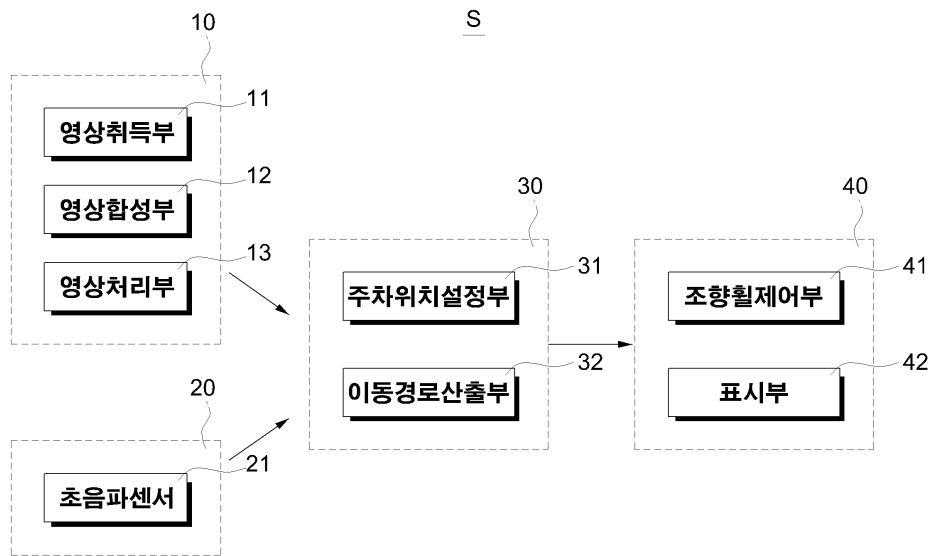 S
10
영상취득부
11
영상합성부
12
영상처리부
13
20
초음파센서
21
30
주차위치설정부
31
이동경로산출부
32
40
조향휠제어부
41
표시부
42